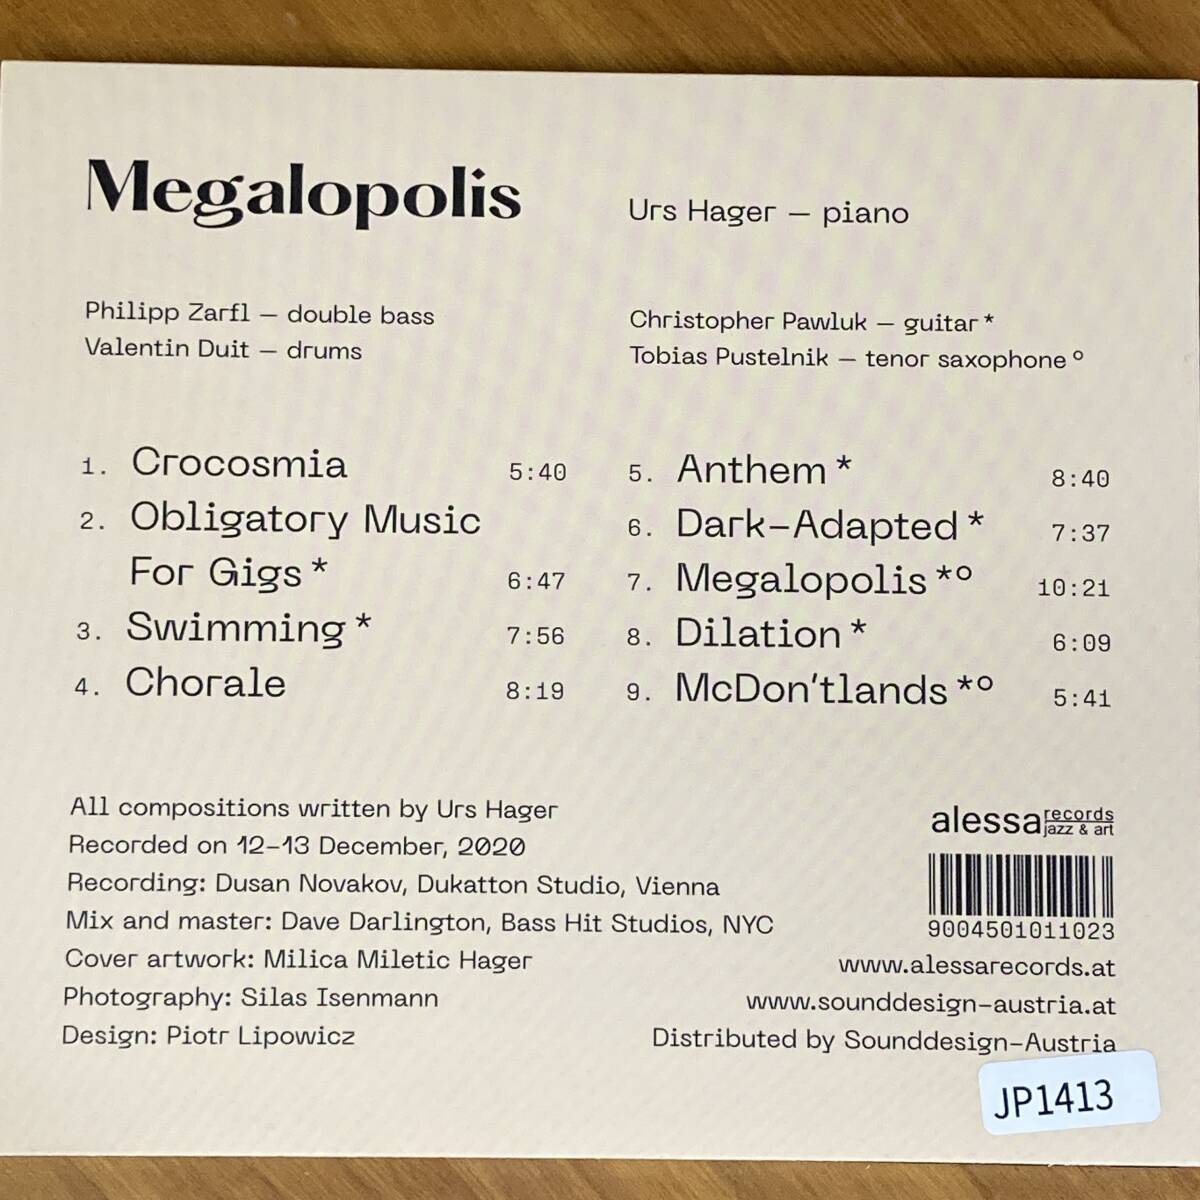 Megalopolis
Urs Hager – piano
Philipp Zarfl – double bass
Valentin Duit – drums
Christopher Pawluk – guitar *
Tobias Pustelnik – tenor saxophone °
1. Crocosmia 5:40
2. Obligatory Music
For Gigs * 6:47
3. Swimming * 7:56
4. Chorale 8:19
5. Anthem * 8:40
6. Dark–Adapted * 7:37
7. Megalopolis *° 10:21
8. Dilation * 6:09
9. McDon'tlands *° 5:41
All compositions written by Urs Hager
Recorded on 12–13 December, 2020
Recording: Dusan Novakov, Dukatton Studio, Vienna
Mix and master: Dave Darlington, Bass Hit Studios, NYC
Cover artwork: Milica Miletic Hager
Photography: Silas Isenmann
Design: Piotr Lipowicz
alessa records
jazz & art
9004501011023
www.alessarecords.at
www.sounddesign–austria.at
Distributed by Sounddesign–Austria
JP1413